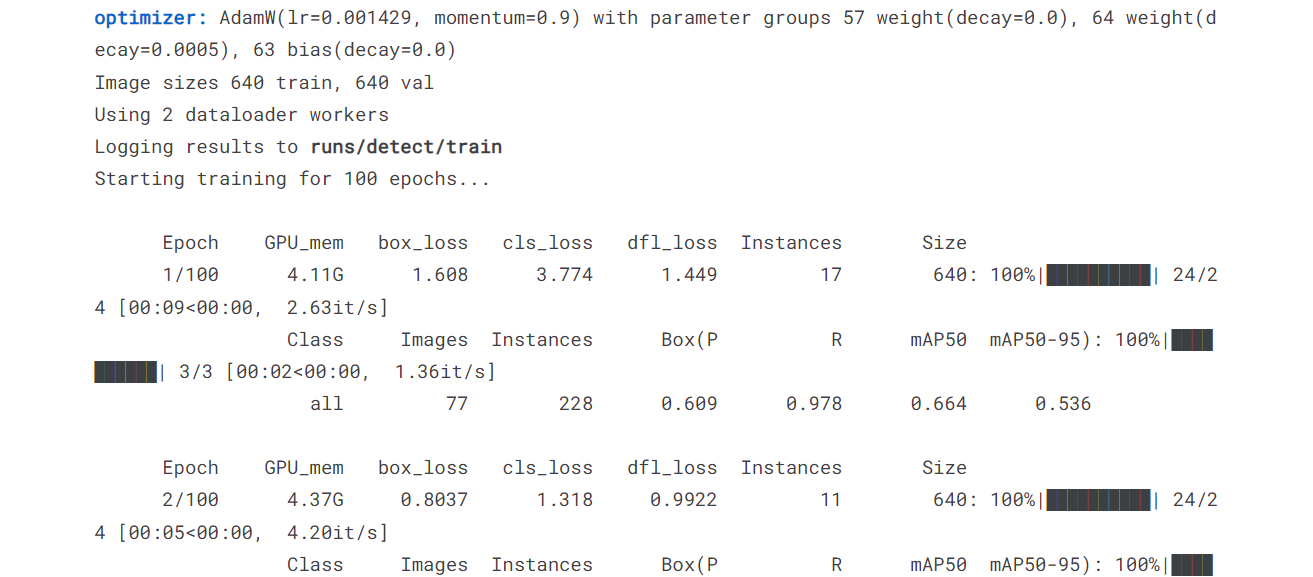 optimizer: AdamW(lr=0.001429, momentum=0.9) with parameter groups 57 weight(decay=0.0), 64 weight(d
ecay=0.0005), 63 bias(decay=0.0)
Image sizes 640 train, 640 val
Using 2 dataloader workers
Logging results to runs/detect/train
Starting training for 100 epochs...
Epoch GPU_mem box_loss cls_loss dfl_loss Instances Size
1/100 4.11G 1.608 3.774 1.449 17 640: 100%|██████████| 24/2
4 [00:09<00:00, 2.63it/s]
Class Images Instances Box(P R mAP50 mAP50-95): 100%|████
██████| 3/3 [00:02<00:00, 1.36it/s]
all 77 228 0.609 0.978 0.664 0.536
Epoch GPU_mem box_loss cls_loss dfl_loss Instances Size
2/100 4.37G 0.8037 1.318 0.9922 11 640: 100%|██████████| 24/2
4 [00:05<00:00, 4.20it/s]
Class Images Instances Box(P R mAP50 mAP50-95): 100%|████